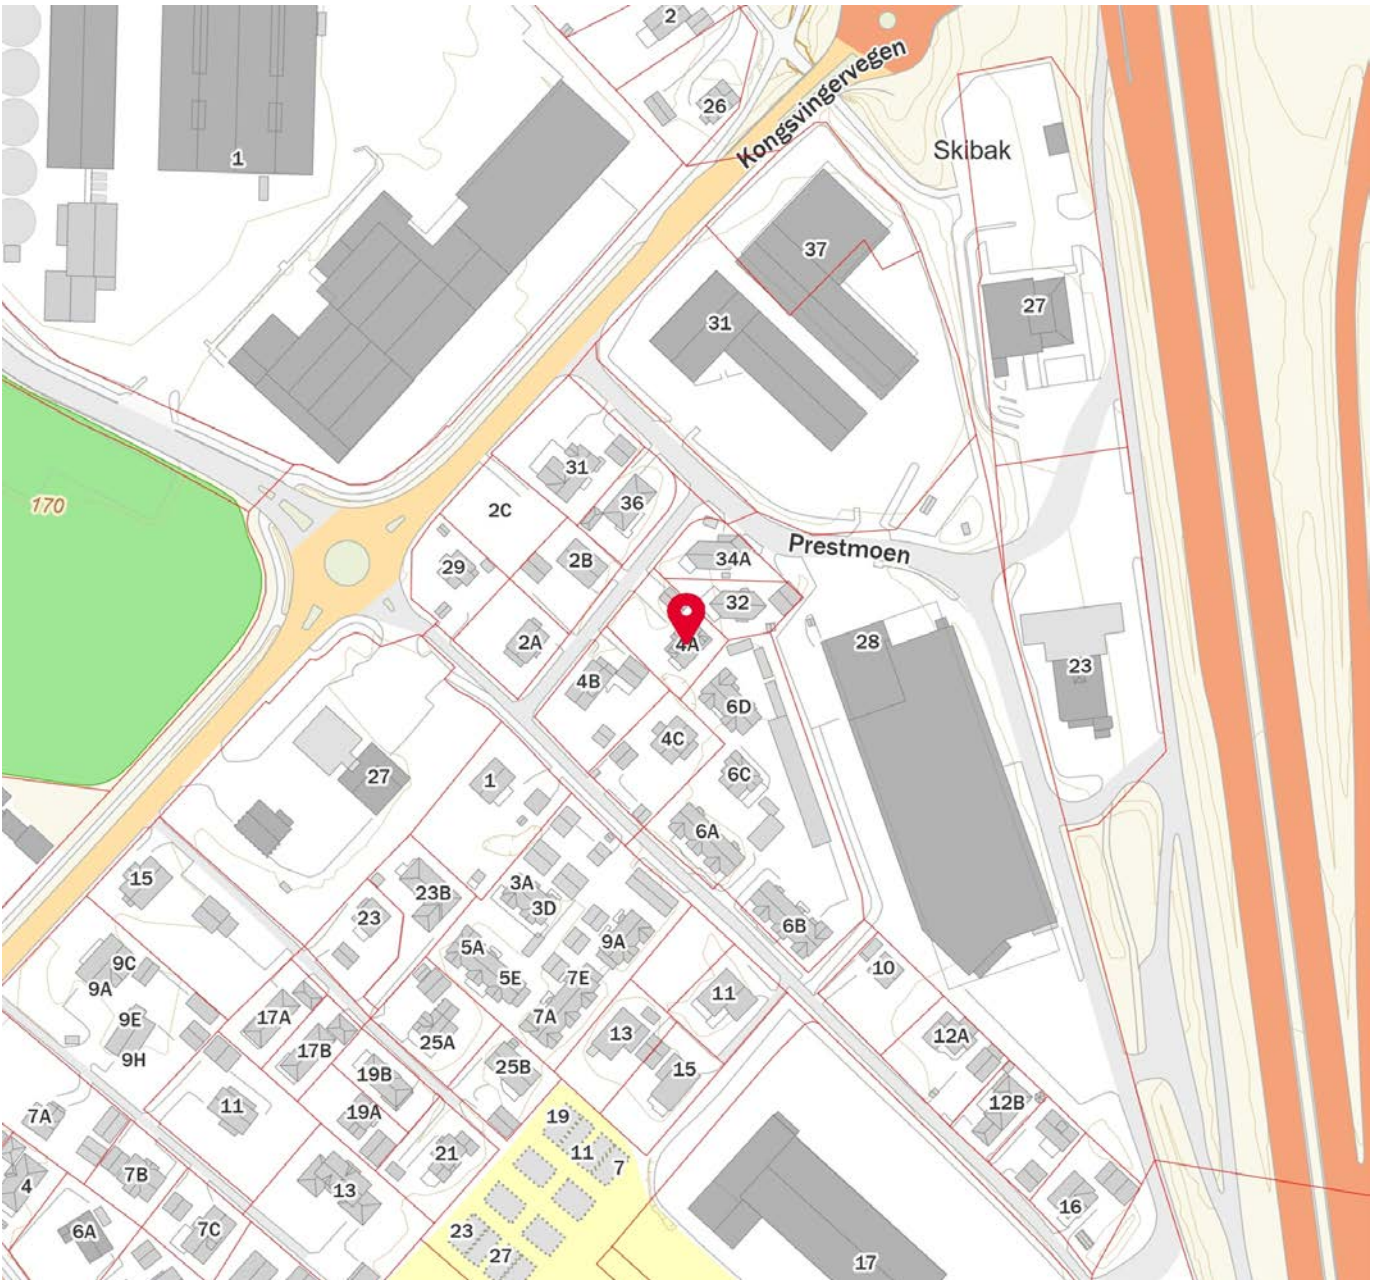 2
26
Kongsvingervegen
Skibak
1
37
27
31
31
36
2C
170
Prestmoen
34A
2B
29
32
4A
2A
28
23
4B
6D
4C
6C
27
1
6A
15
23B
3A
3D
23
6B
5A
9A
9C
10
5E
7E
9A
11
17A
7A
9E
13
12A
25A
17B
9H
25B
15
19B
12B
11
7A
19A
19
21
11
7
7B
4
13
16
6A
7C
23
27
17